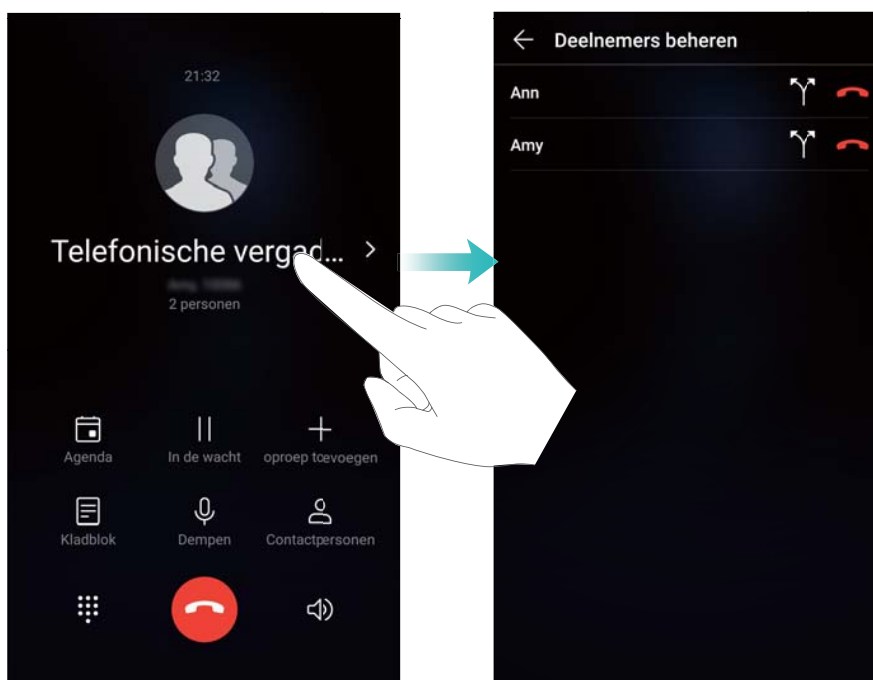 21:32
Telefonische vergad... >
2 personen
Agenda
In de wacht
oproep toevoegen
Kladblok
Dempen
Contactpersonen
Deelnemers beheren
Ann
Amy